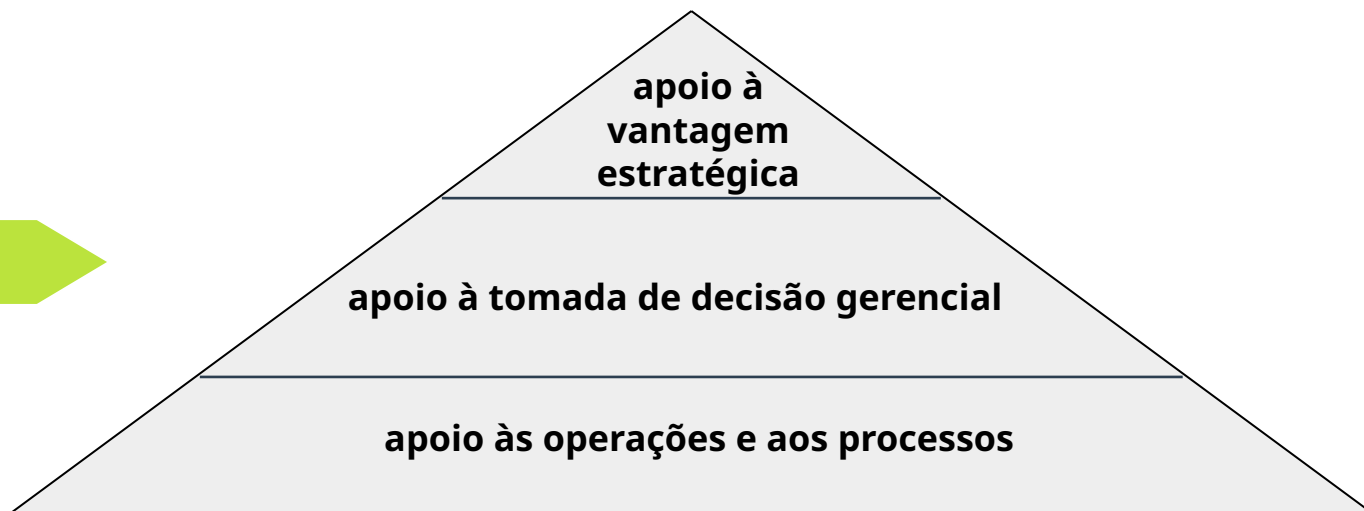 apoio à
vantagem
estratégica
apoio à tomada de decisão gerencial
apoio às operações e aos processos